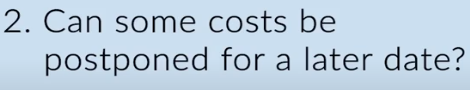 2. Can some costs be
postponed for a later date?